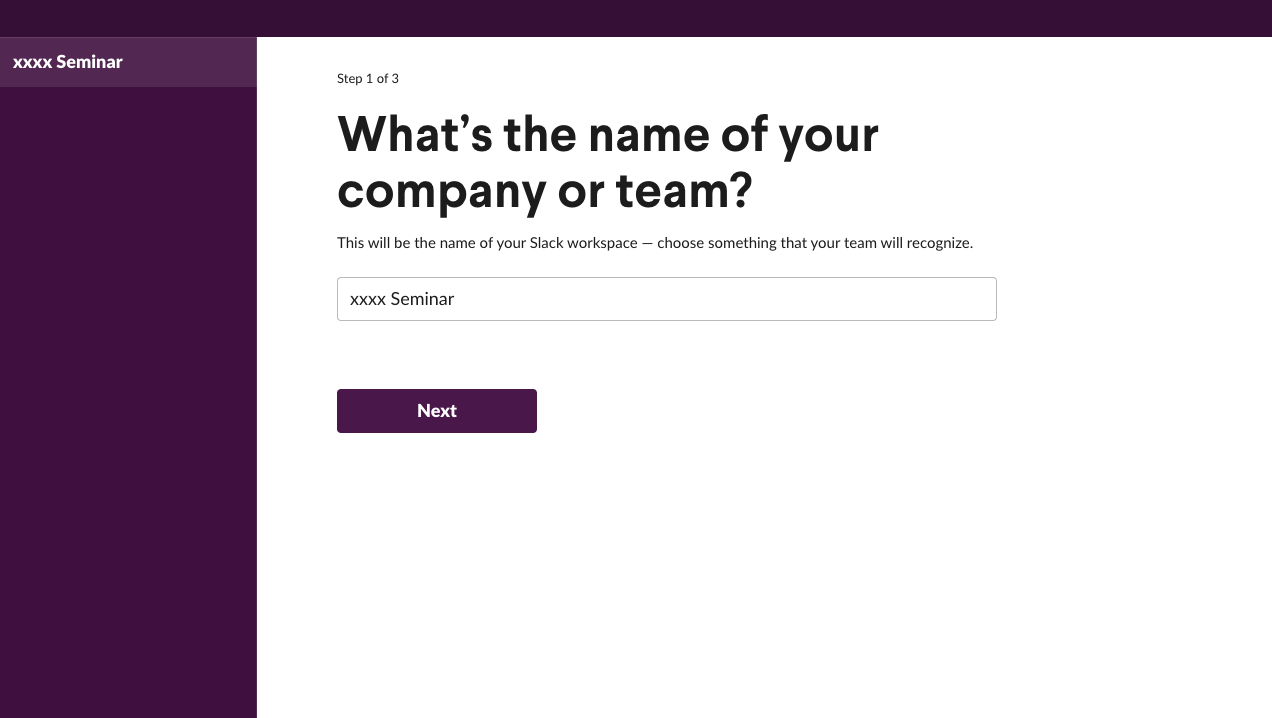 xxxx Seminar
Step 1 of 3
What's the name of your
company or team?
This will be the name of your Slack workspace — choose something that your team will recognize.
xxxx Seminar
Next